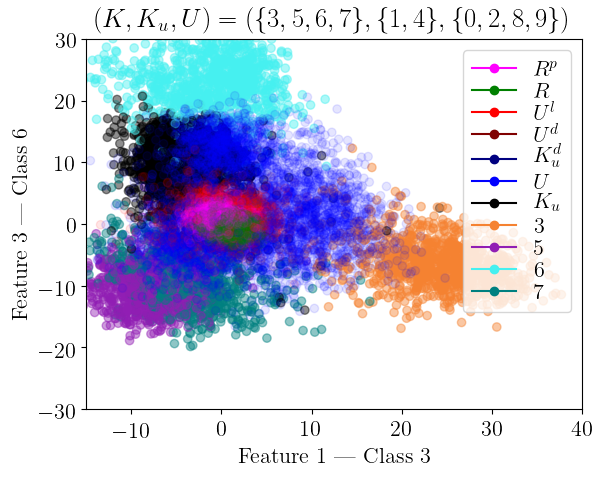 (K, K_u, U) = ({3, 5, 6, 7}, {1, 4}, {0, 2, 8, 9})
30
20
10
0
−10
−20
−30
Feature 3 — Class 6
R^p
R
U^l
U^d
K_u^d
U
K_u
3
5
6
7
−10
0
10
20
30
40
Feature 1 — Class 3